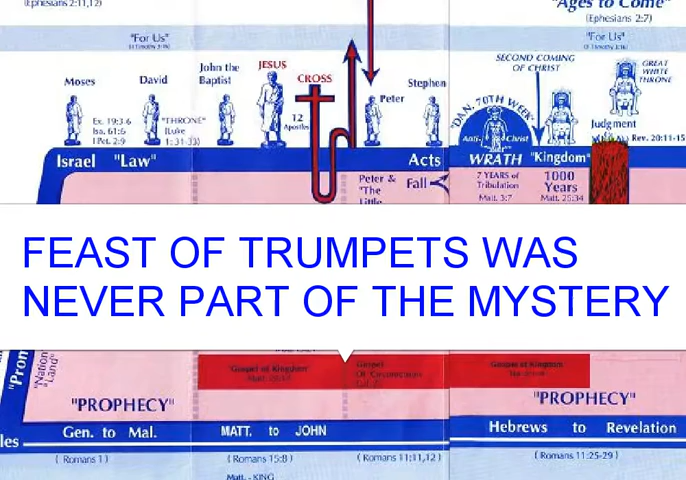 (Ephesians 2:11,12)
"Ages to Come"
(Ephesians 2:7)
"For Us"
"For Us"
Moses
David
John the
Baptist
JESUS
CROSS
12
Apostles
Peter
Stephen
SECOND COMING
OF CHRIST
GREAT
WHITE
THRONE
Ex. 19:3-6
Isa. 61:6
I Pet. 2:9
"THRONE"
(Luke
1:31-33)
"DAN. 70TH WEEK"
Anti-Christ
Judgment
Rev. 20:11-15
Israel "Law"
Acts
WRATH
"Kingdom"
Peter &
"The
Little
Fall
7 YEARS of
Tribulation
Matt. 3:7
1000
Years
Matt. 25:34
FEAST OF TRUMPETS WAS
NEVER PART OF THE MYSTERY
"Prom
"Nation
Land"
"Gospel of Kingdom"
Gospel
Of Circumcision
Gospel of Kingdom
"PROPHECY"
"PROPHECY"
les
Gen. to Mal.
MATT. to JOHN
Hebrews to Revelation
(Romans 1)
(Romans 15:8)
(Romans 11:11,12)
(Romans 11:25-29)
Matt. - KING